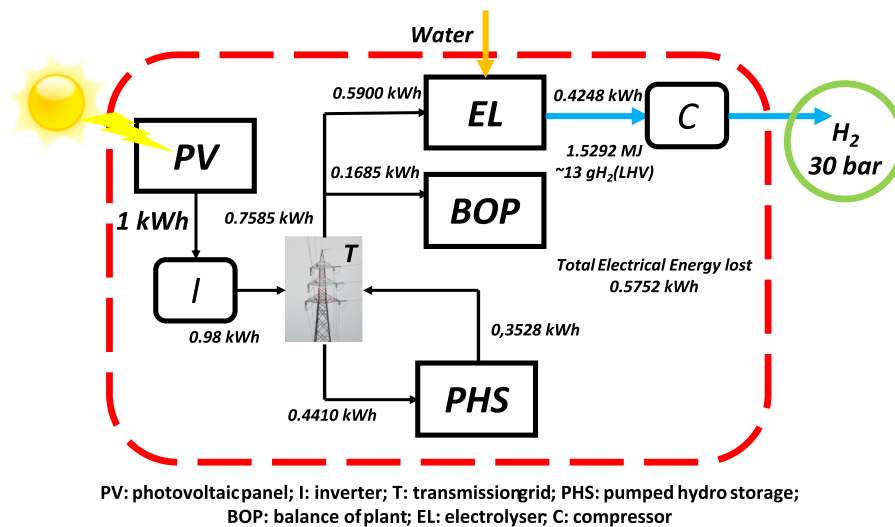 Water
0.5900 kWh
EL
0.4248 kWh
C
H2
30 bar
1.5292 MJ
~13 gH2(LHV)
PV
0.1685 kWh
BOP
1 kWh
0.7585 kWh
T
Total Electrical Energy lost
0.5752 kWh
I
0.98 kWh
0,3528 kWh
PHS
0.4410 kWh
PV: photovoltaic panel; I: inverter; T: transmission grid; PHS: pumped hydro storage;
BOP: balance of plant; EL: electrolyser; C: compressor